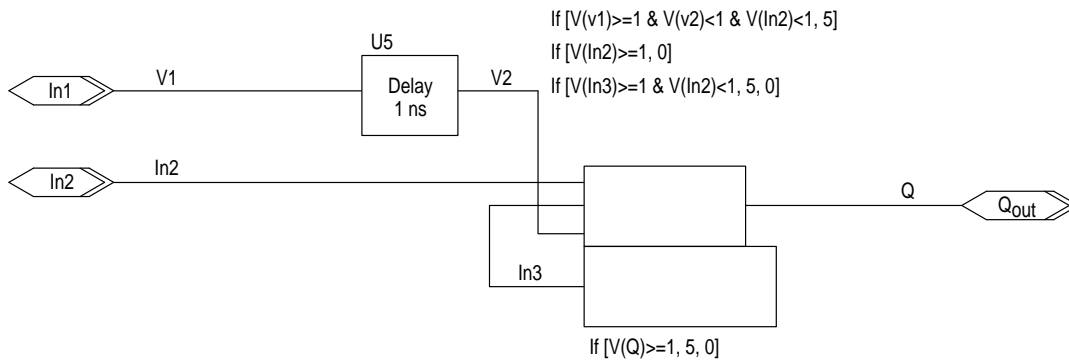 If [V(v1)>=1 & V(v2)<1 & V(In2)<1, 5]
If [V(In2)>=1, 0]
If [V(In3)>=1 & V(In2)<1, 5, 0]
U5
In1
V1
Delay
1 ns
V2
In2
In2
Q
Qout
In3
If [V(Q)>=1, 5, 0]